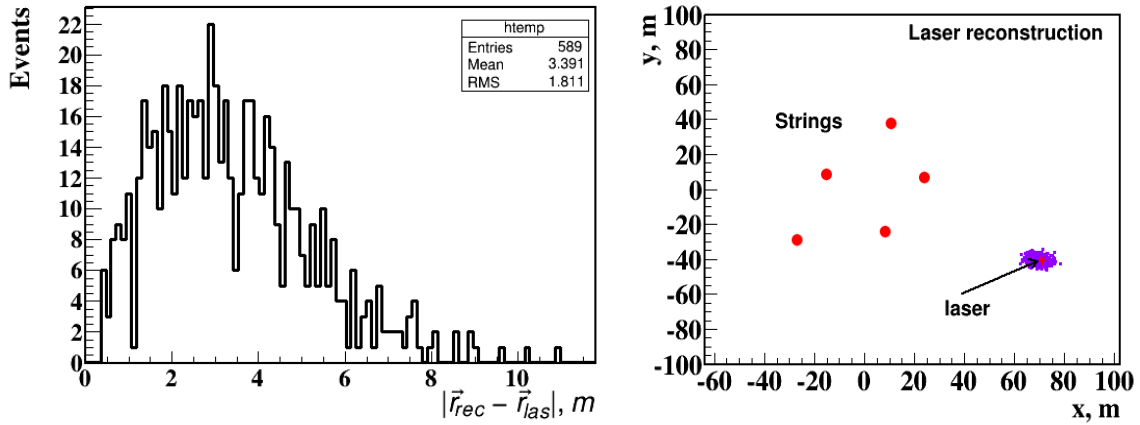 Events
22
20
18
16
14
12
10
8
6
4
2
0
0 2 4 6 8 10
|r⃗rec − r⃗las|, m
htemp
Entries 589
Mean 3.391
RMS 1.811
y, m
100
80
60
40
20
0
-20
-40
-60
-80
-100
-60 -40 -20 0 20 40 60 80 100
x, m
Laser reconstruction
Strings
laser